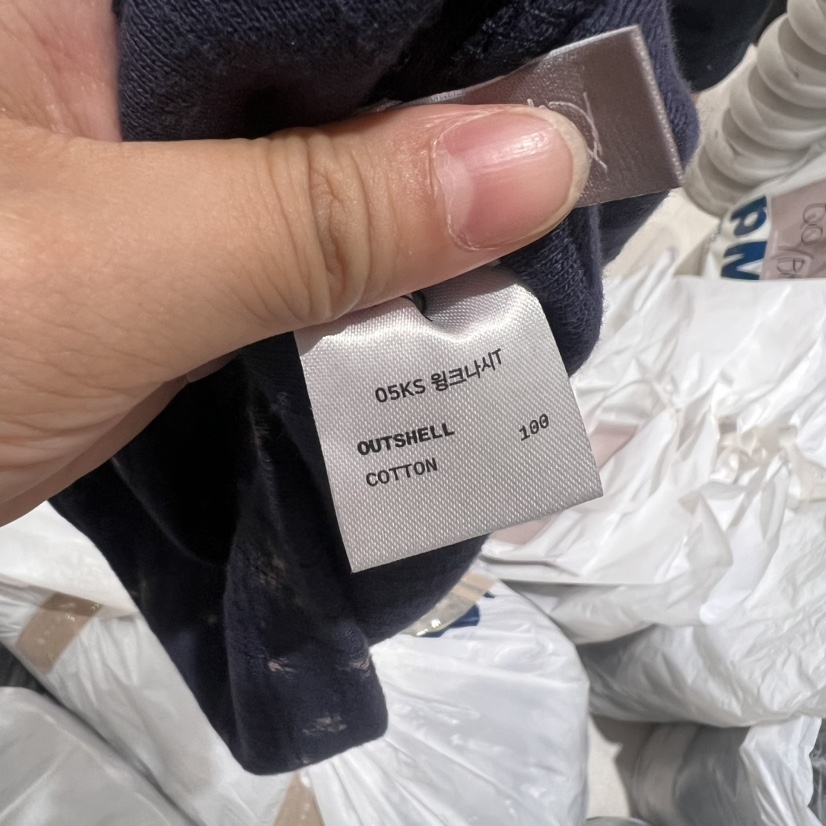 05KS 윙크나시T
OUTSHELL 100
COTTON